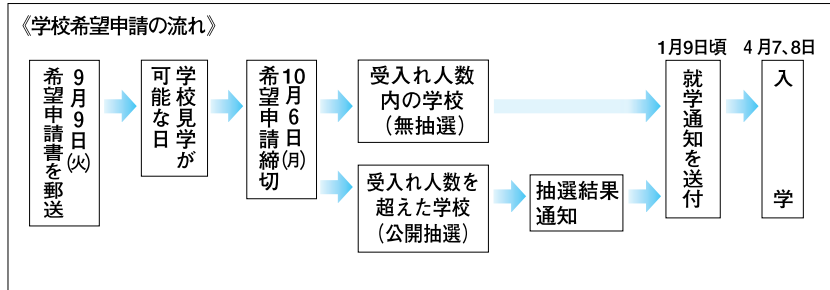 《学校希望申請の流れ》
9月9日(火)
希望申請書を郵送
学校見学が
可能な日
10月6日(月)
希望申請締切
受入れ人数
内の学校
(無抽選)
受入れ人数を
超えた学校
(公開抽選)
抽選結果
通知
1月9日頃
就学通知を送付
4月7、8日
入学